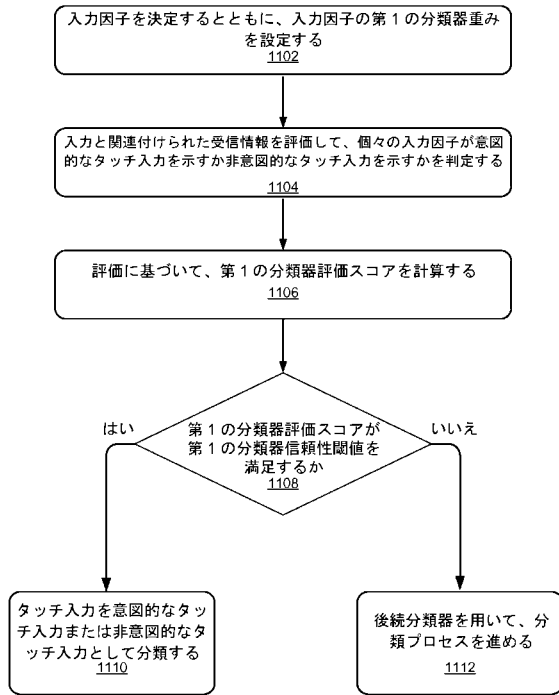 入力因子を決定するとともに、入力因子の第1の分類器重み
を設定する
1102
入力と関連付けられた受信情報を評価して、個々の入力因子が意図
的なタッチ入力を示すか非意図的なタッチ入力を示すかを判定する
1104
評価に基づいて、第1の分類器評価スコアを計算する
1106
第1の分類器評価スコアが
第1の分類器信頼性閾値を
満足するか
1108
はい
いいえ
タッチ入力を意図的なタッ
チ入力または非意図的なタ
ッチ入力として分類する
1110
後続分類器を用いて、分
類プロセスを進める
1112